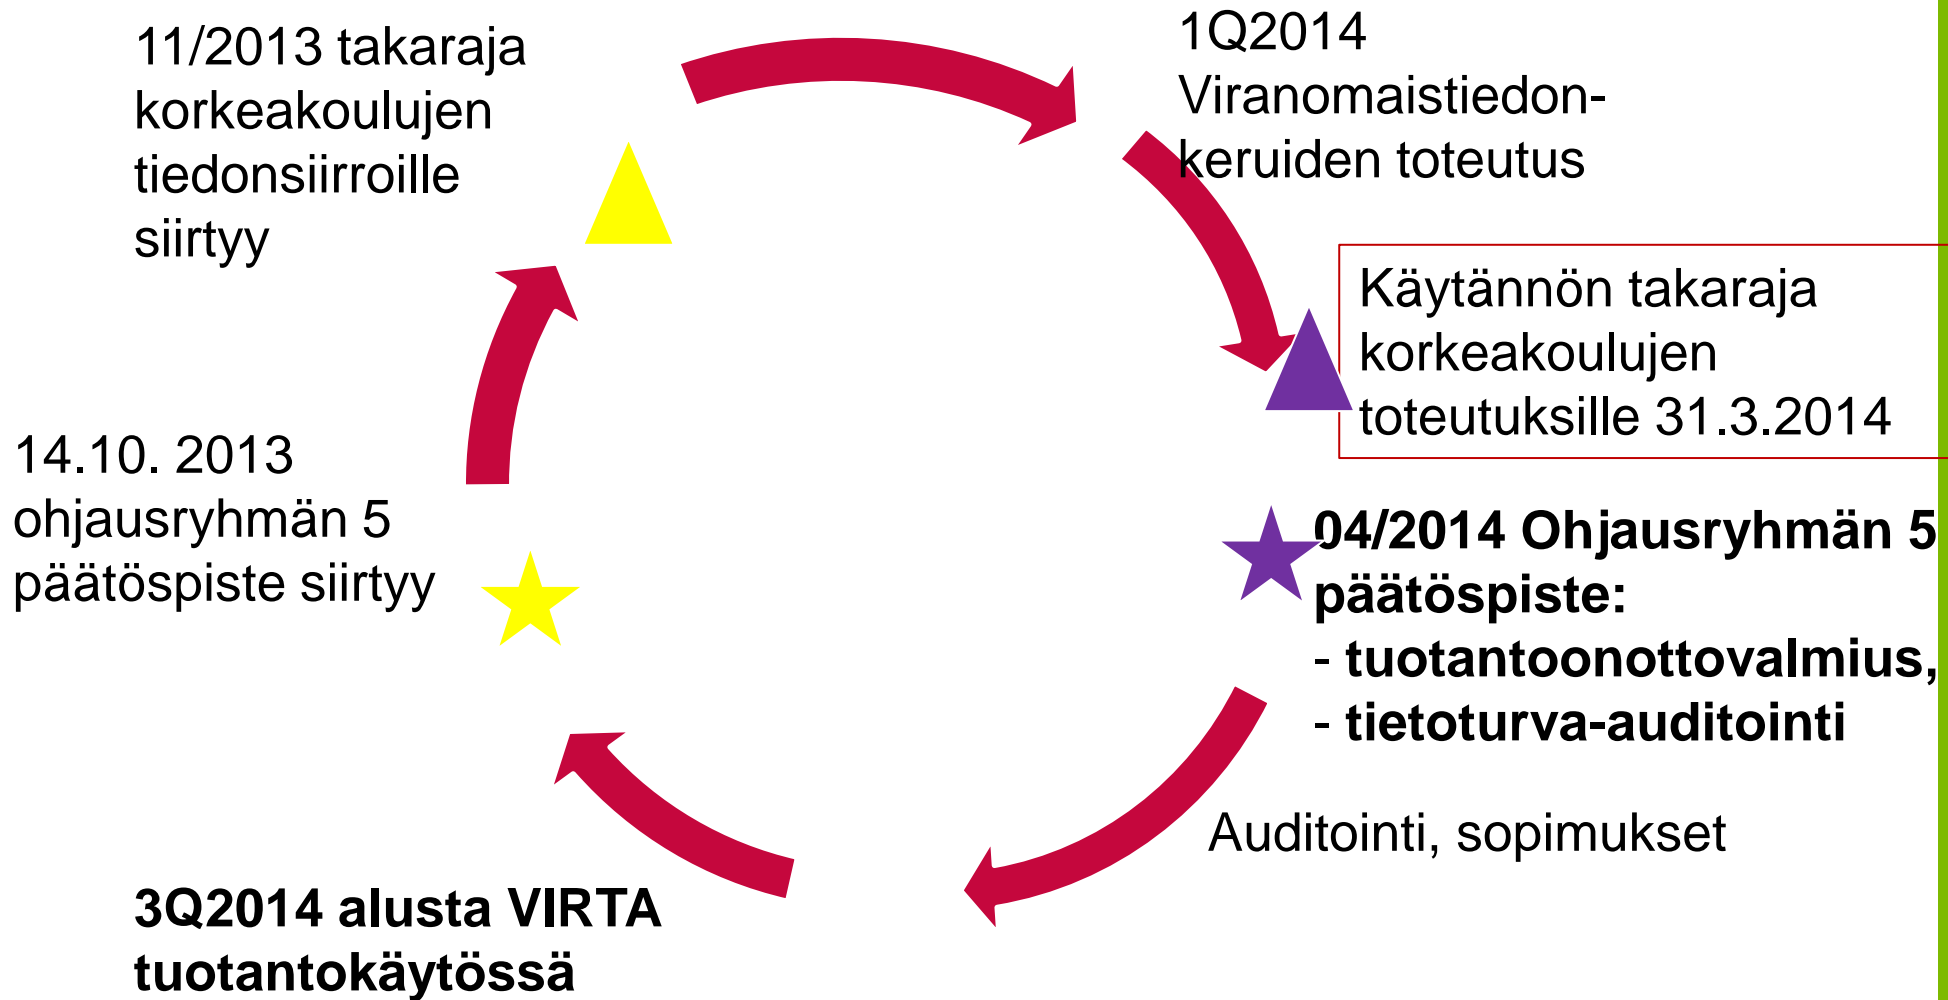 11/2013 takaraja
korkeakoulujen
tiedonsiirroille
siirtyy
1Q2014
Viranomaistiedon-
keruiden toteutus
Käytännön takaraja
korkeakoulujen
toteutuksille 31.3.2014
14.10. 2013
ohjausryhmän 5
päätöspiste siirtyy
04/2014 Ohjausryhmän 5
päätöspiste:
- tuotantoonottovalmius,
- tietoturva-auditointi
Auditointi, sopimukset
3Q2014 alusta VIRTA
tuotantokäytössä